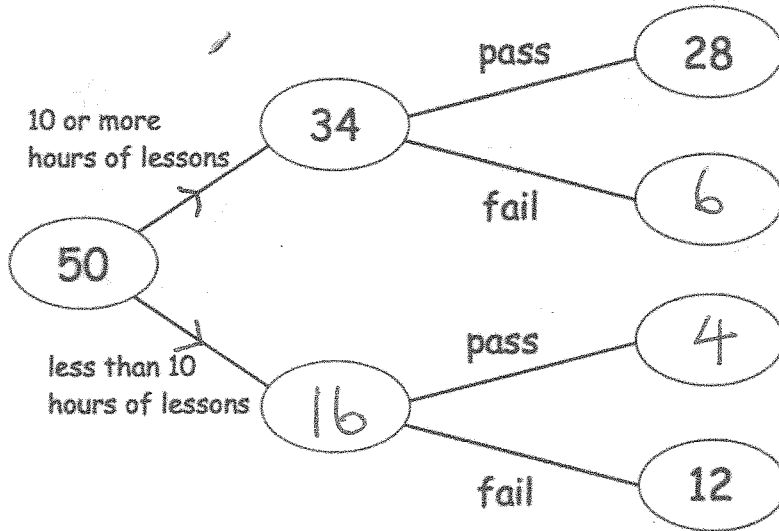 pass
28
10 or more
hours of lessons
34
fail
6
50
pass
4
less than 10
hours of lessons
16
fail
12